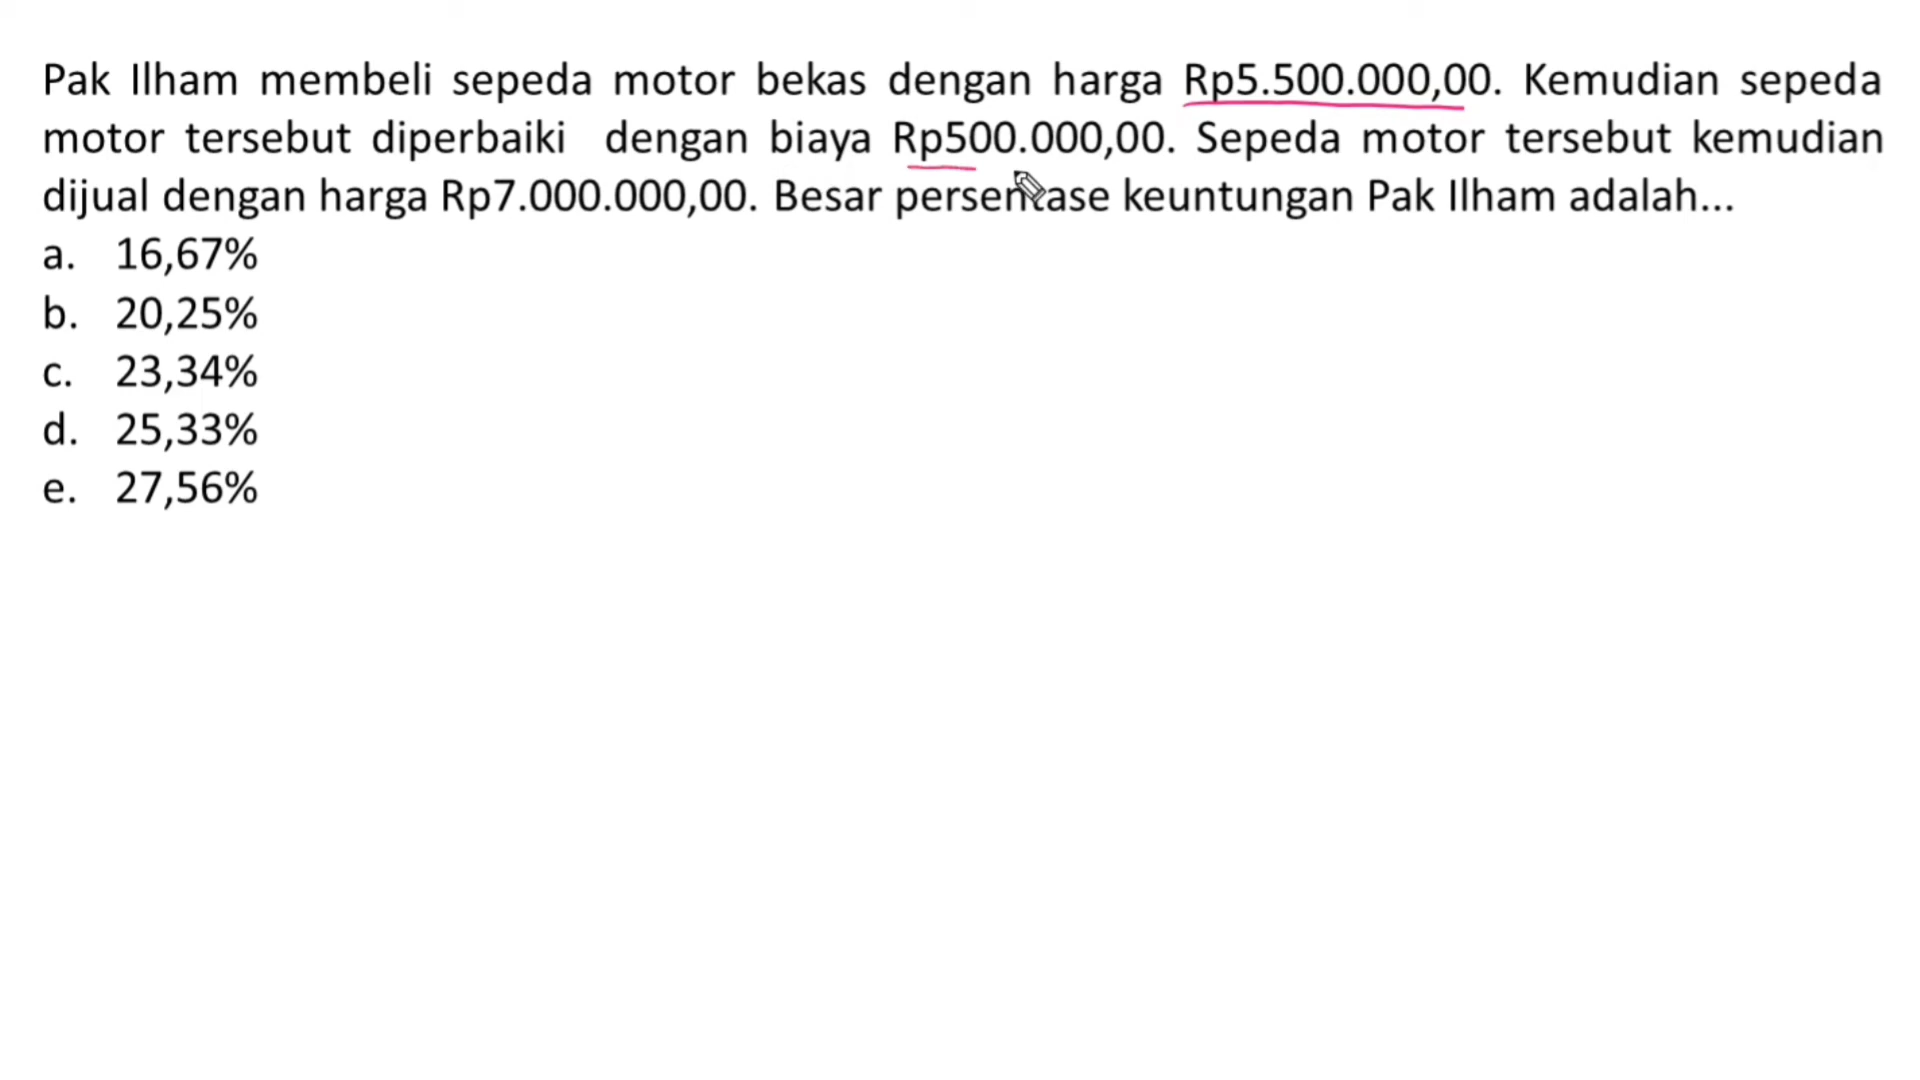 Pak Ilham membeli sepeda motor bekas dengan harga Rp5.500.000,00. Kemudian sepeda
motor tersebut diperbaiki dengan biaya Rp500.000,00. Sepeda motor tersebut kemudian
dijual dengan harga Rp7.000.000,00. Besar persentase keuntungan Pak Ilham adalah...
a. 16,67%
b. 20,25%
c. 23,34%
d. 25,33%
e. 27,56%